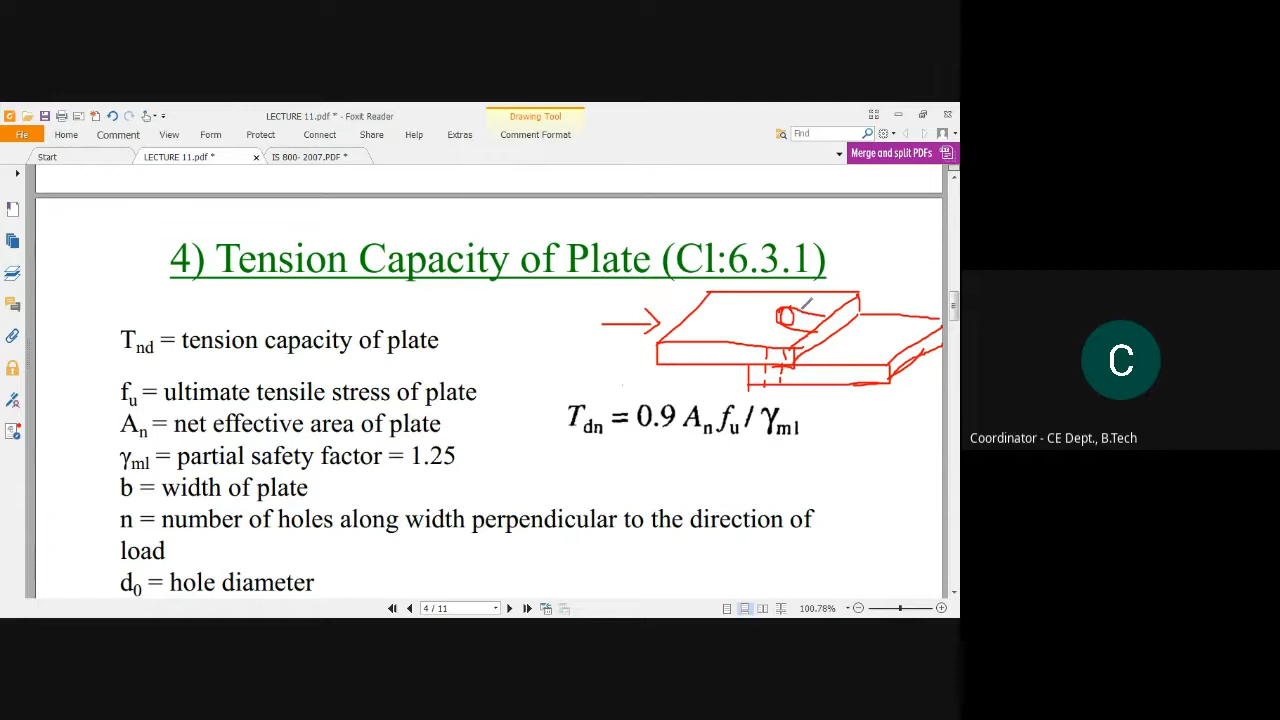 LECTURE 11.pdf * - Foxit Reader
Drawing Tool
File
Home
Comment
View
Form
Protect
Connect
Share
Help
Extras
Comment Format
Find
Start
LECTURE 11.pdf *
IS 800- 2007.PDF *
Merge and split PDFs
4) Tension Capacity of Plate (Cl:6.3.1)
Tnd = tension capacity of plate
fu = ultimate tensile stress of plate
An = net effective area of plate
Tdn = 0.9 An fu / γml
γml = partial safety factor = 1.25
b = width of plate
n = number of holes along width perpendicular to the direction of
load
d0 = hole diameter
4 / 11
100.78%
C
Coordinator - CE Dept., B.Tech